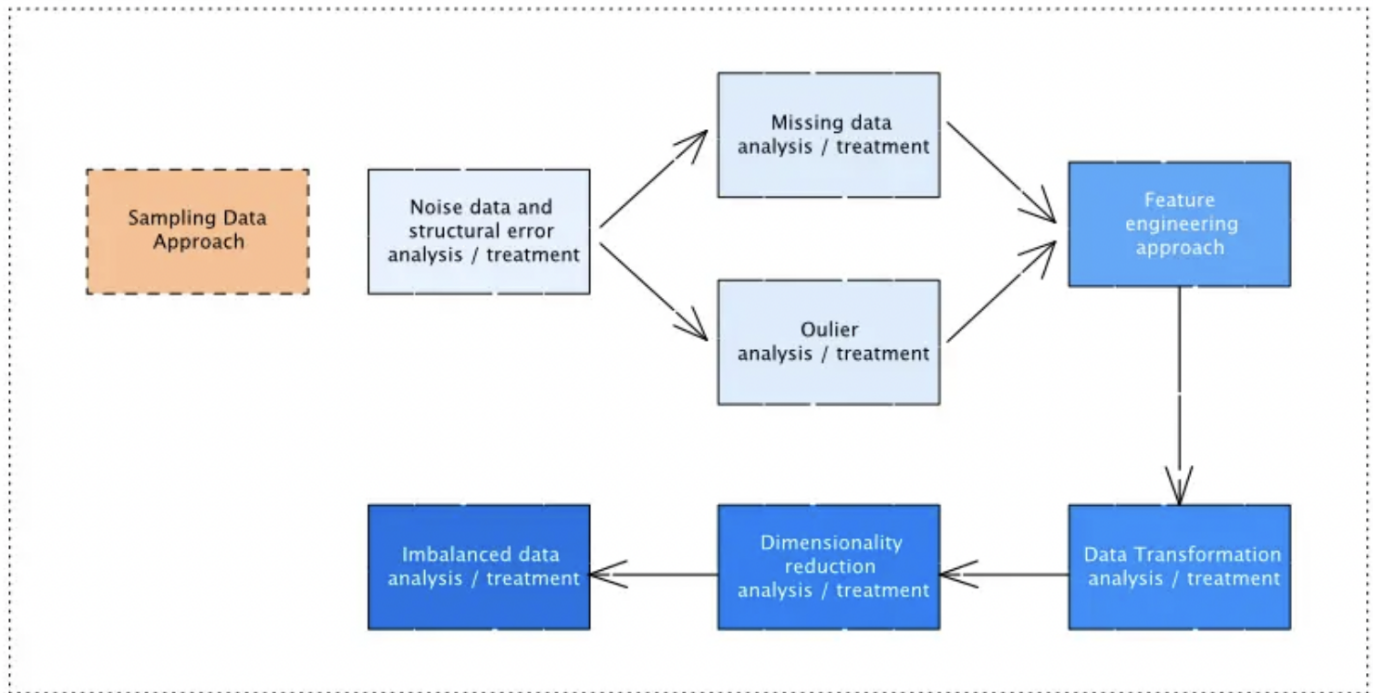 Sampling Data
Approach
Noise data and
structural error
analysis / treatment
Missing data
analysis / treatment
Oulier
analysis / treatment
Feature
engineering
approach
Data Transformation
analysis / treatment
Dimensionality
reduction
analysis / treatment
Imbalanced data
analysis / treatment